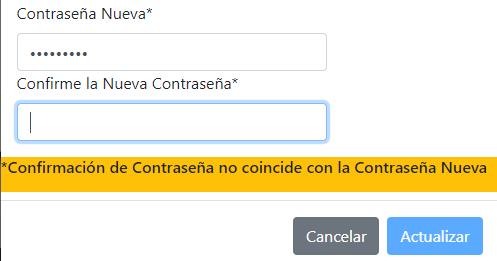 Contraseña Nueva*
•••••••••
Confirme la Nueva Contraseña*
*Confirmación de Contraseña no coincide con la Contraseña Nueva
Cancelar
Actualizar